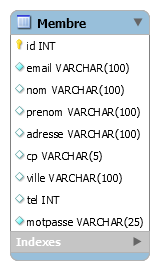 Membre
id INT
email VARCHAR(100)
nom VARCHAR(100)
prenom VARCHAR(100)
adresse VARCHAR(100)
cp VARCHAR(5)
ville VARCHAR(100)
tel INT
motpasse VARCHAR(25)
Indexes